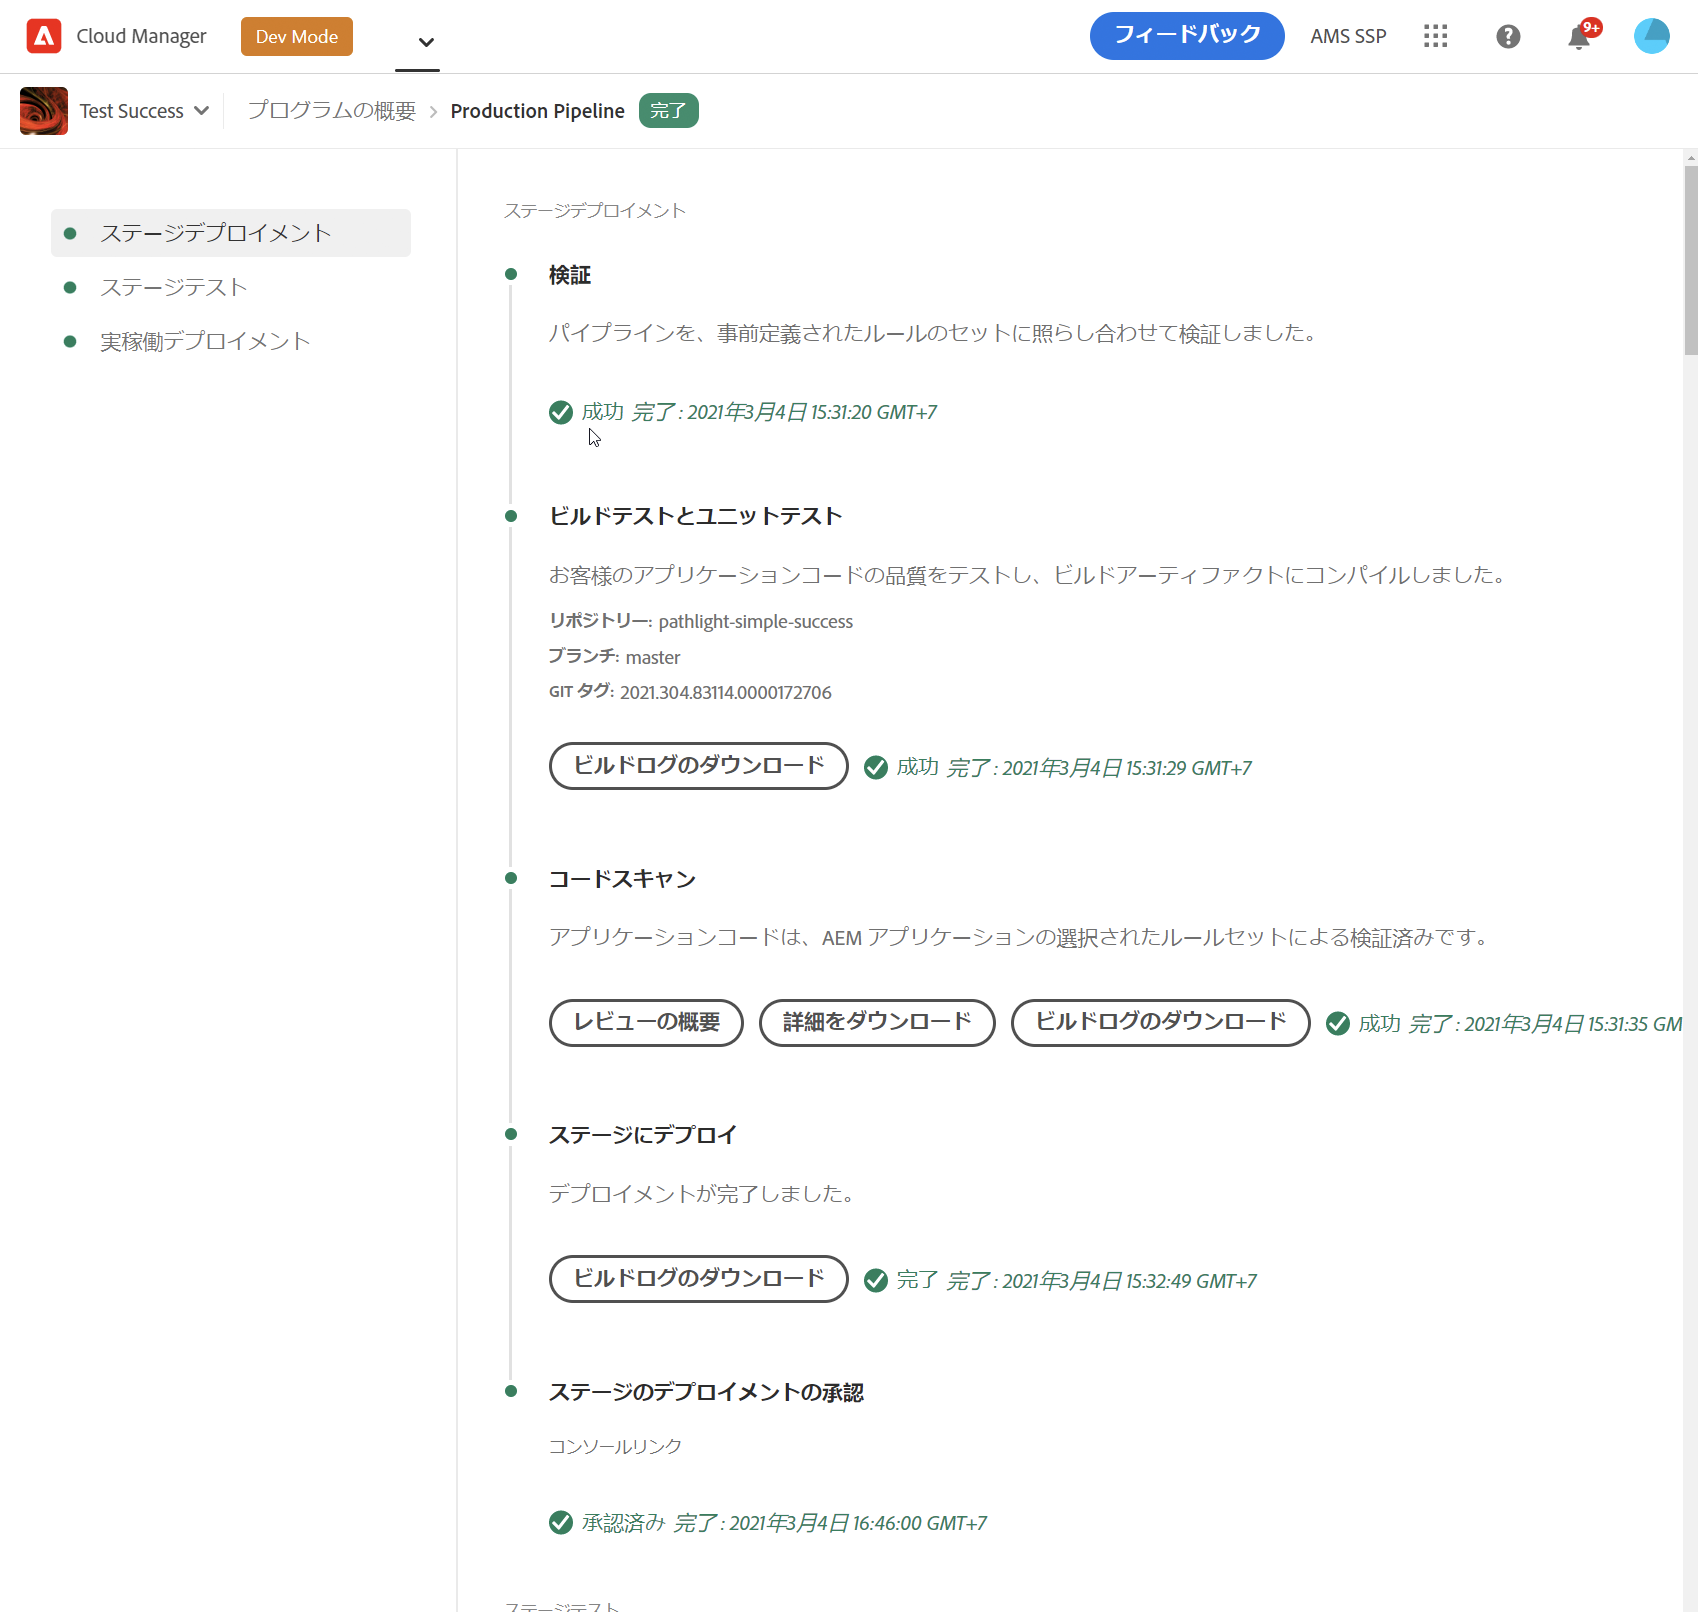 Cloud Manager Dev Mode フィードバック AMS SSP 9+
Test Success プログラムの概要 Production Pipeline 完了
ステージデプロイメント
ステージテスト
実稼働デプロイメント
ステージデプロイメント
検証
パイプラインを、事前定義されたルールのセットに照らし合わせて検証しました。
成功 完了 : 2021年3月4日 15:31:20 GMT+7
ビルドテストとユニットテスト
お客様のアプリケーションコードの品質をテストし、ビルドアーティファクトにコンパイルしました。
リポジトリー: pathlight-simple-success
ブランチ: master
GIT タグ: 2021.304.83114.0000172706
ビルドログのダウンロード 成功 完了 : 2021年3月4日 15:31:29 GMT+7
コードスキャン
アプリケーションコードは、AEM アプリケーションの選択されたルールセットによる検証済みです。
レビューの概要 詳細をダウンロード ビルドログのダウンロード 成功 完了 : 2021年3月4日 15:31:35 GM
ステージにデプロイ
デプロイメントが完了しました。
ビルドログのダウンロード 完了 完了 : 2021年3月4日 15:32:49 GMT+7
ステージのデプロイメントの承認
コンソールリンク
承認済み 完了 : 2021年3月4日 16:46:00 GMT+7
ステージテスト